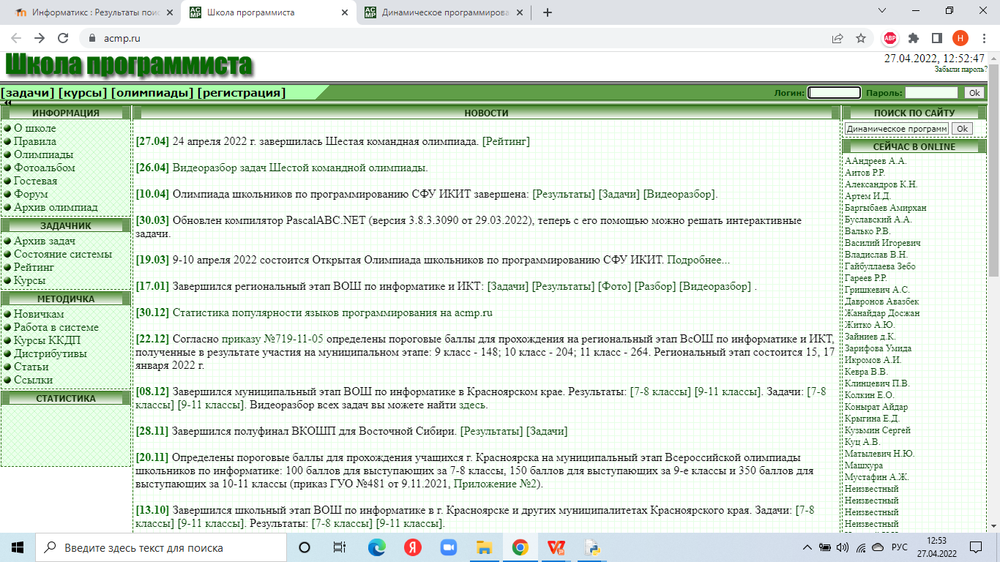 Информатикс : Результаты поис
Школа программиста
Динамическое программирова
acmp.ru
ABP
Н
Школа программиста
27.04.2022, 12:52:47
Забыли пароль?
[задачи] [курсы] [олимпиады] [регистрация]
Логин:
Пароль:
Ok
ИНФОРМАЦИЯ
О школе
Правила
Олимпиады
Фотоальбом
Гостевая
Форум
Архив олимпиад
ЗАДАЧНИК
Архив задач
Состояние системы
Рейтинг
Курсы
МЕТОДИЧКА
Новичкам
Работа в системе
Курсы ККДП
Дистрибутивы
Статьи
Ссылки
СТАТИСТИКА
НОВОСТИ
[27.04] 24 апреля 2022 г. завершилась Шестая командная олимпиада. [Рейтинг]
[26.04] Видеоразбор задач Шестой командной олимпиады.
[10.04] Олимпиада школьников по программированию СФУ ИКИТ завершена: [Результаты] [Задачи] [Видеоразбор].
[30.03] Обновлен компилятор PascalABC.NET (версия 3.8.3.3090 от 29.03.2022), теперь с его помощью можно решать интерактивные
задачи.
[19.03] 9-10 апреля 2022 состоится Открытая Олимпиада школьников по программированию СФУ ИКИТ. Подробнее...
[17.01] Завершился региональный этап ВОШ по информатике и ИКТ: [Задачи] [Результаты] [Фото] [Разбор] [Видеоразбор] .
[30.12] Статистика популярности языков программирования на acmp.ru
[22.12] Согласно приказу №719-11-05 определены пороговые баллы для прохождения на региональный этап ВсОШ по информатике и ИКТ,
полученные в результате участия на муниципальном этапе: 9 класс - 148; 10 класс - 204; 11 класс - 264. Региональный этап состоится 15, 17
января 2022 г.
[08.12] Завершился муниципальный этап ВОШ по информатике в Красноярском крае. Результаты: [7-8 классы] [9-11 классы]. Задачи: [7-8
классы] [9-11 классы]. Видеоразбор всех задач вы можете найти здесь.
[28.11] Завершился полуфинал ВКОШП для Восточной Сибири. [Результаты] [Задачи]
[20.11] Определены пороговые баллы для прохождения учащихся г. Красноярска на муниципальный этап Всероссийской олимпиады
школьников по информатике: 100 баллов для выступающих за 7-8 классы, 150 баллов для выступающих за 9-е классы и 350 баллов для
выступающих за 10-11 классы (приказ ГУО №481 от 9.11.2021, Приложение №2).
[13.10] Завершился школьный этап ВОШ по информатике в г. Красноярске и других муниципалитетах Красноярского края. Задачи: [7-8
классы] [9-11 классы]. Результаты: [7-8 классы] [9-11 классы].
ПОИСК ПО САЙТУ
Динамическое программ
Ok
СЕЙЧАС В ONLINE
ААндреев А.А.
Аитов Р.Р.
Александров К.Н.
Артем И.Д.
Баргыбаев Амирхан
Буславский А.А.
Валько Р.В.
Василий Игоревич
Владислав В.Н.
Гайбуллаева Зебо
Гареев Р.Р.
Гришкевич А.С.
Давронов Авазбек
Жанайдар Досжан
Житко А.Ю.
Зайниев д.К.
Зарифова Умида
Икромов А.И.
Кевра В.В.
Клинцевич П.В.
Колкин Е.О.
Конырат Айдар
Крыгина Е.Д.
Кузьмин Сергей
Куц А.В.
Матылевич Н.Ю.
Машхура
Мустафин А.Ж.
Неизвестный
Неизвестный
Неизвестный
Неизвестный
Введите здесь текст для поиска
РУС
12:53
27.04.2022